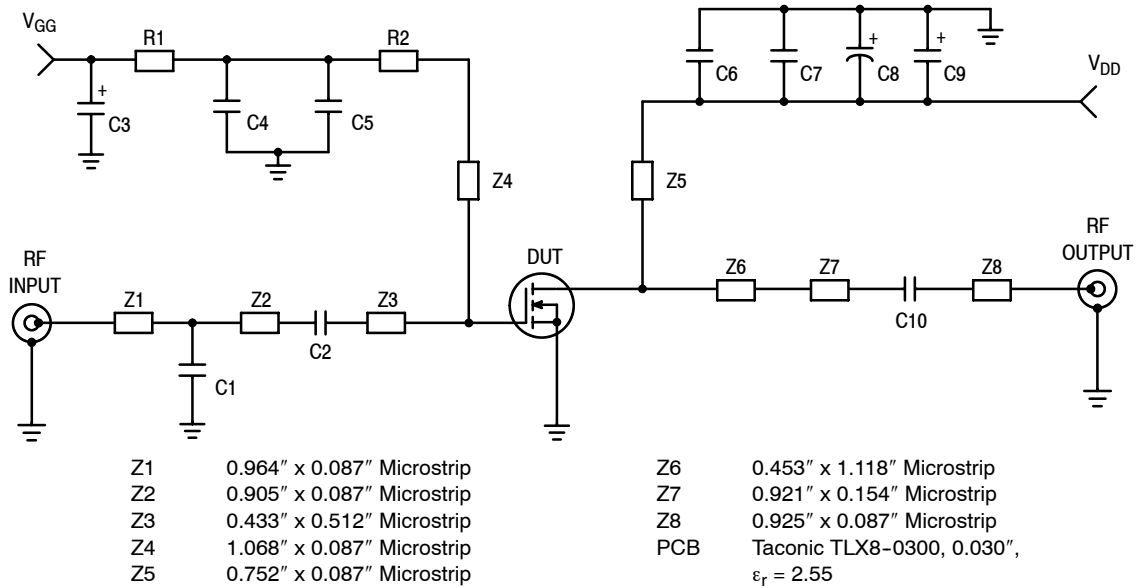 VGG
R1
R2
+
C3
C4
C5
C6
C7
+
C8
+
C9
VDD
Z4
Z5
RF
INPUT
Z1
Z2
Z3
C1
C2
DUT
Z6
Z7
Z8
C10
RF
OUTPUT
Z1 0.964″ x 0.087″ Microstrip
Z2 0.905″ x 0.087″ Microstrip
Z3 0.433″ x 0.512″ Microstrip
Z4 1.068″ x 0.087″ Microstrip
Z5 0.752″ x 0.087″ Microstrip
Z6 0.453″ x 1.118″ Microstrip
Z7 0.921″ x 0.154″ Microstrip
Z8 0.925″ x 0.087″ Microstrip
PCB Taconic TLX8-0300, 0.030″,
εr = 2.55